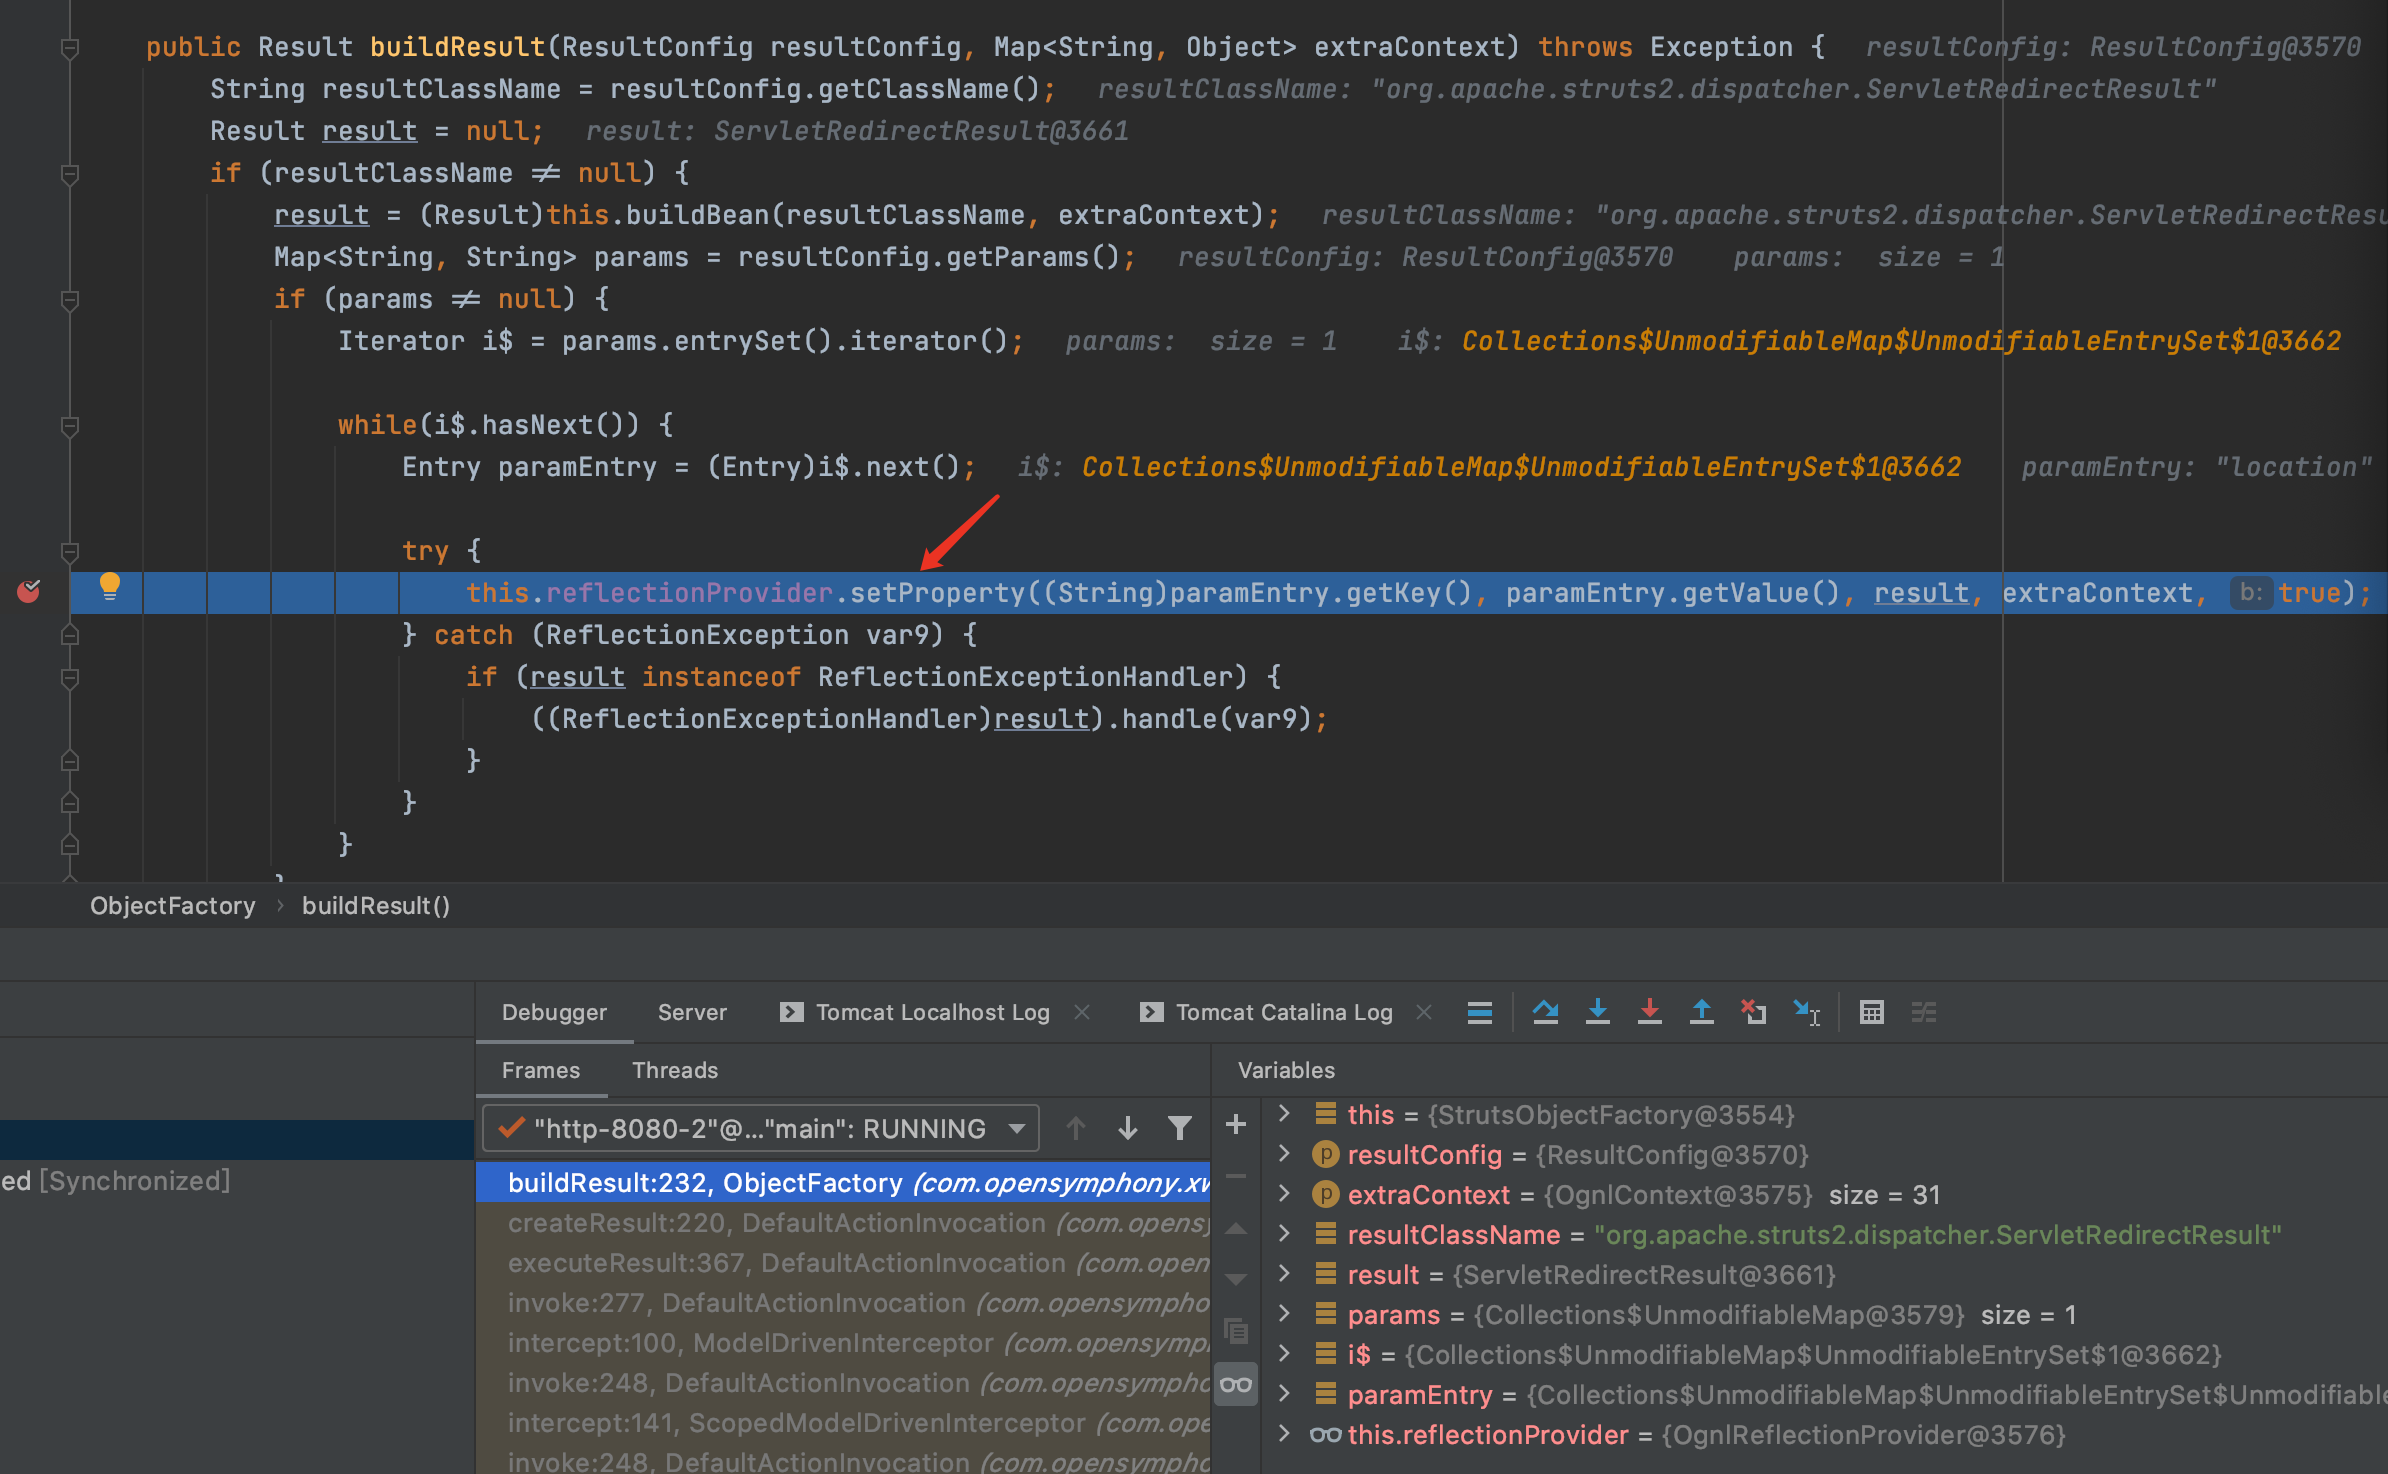 public Result buildResult(ResultConfig resultConfig, Map<String, Object> extraContext) throws Exception {   resultConfig: ResultConfig@3570
String resultClassName = resultConfig.getClassName();   resultClassName: "org.apache.struts2.dispatcher.ServletRedirectResult"
Result result = null;   result: ServletRedirectResult@3661
if (resultClassName ≠ null) {
result = (Result)this.buildBean(resultClassName, extraContext);   resultClassName: "org.apache.struts2.dispatcher.ServletRedirectResu
Map<String, String> params = resultConfig.getParams();   resultConfig: ResultConfig@3570    params:  size = 1
if (params ≠ null) {
Iterator i$ = params.entrySet().iterator();   params:  size = 1    i$: Collections$UnmodifiableMap$UnmodifiableEntrySet$1@3662
while(i$.hasNext()) {
Entry paramEntry = (Entry)i$.next();   i$: Collections$UnmodifiableMap$UnmodifiableEntrySet$1@3662    paramEntry: "location"
try {
this.reflectionProvider.setProperty((String)paramEntry.getKey(), paramEntry.getValue(), result, extraContext, b: true);
} catch (ReflectionException var9) {
if (result instanceof ReflectionExceptionHandler) {
((ReflectionExceptionHandler)result).handle(var9);
}
}
}
}
ObjectFactory › buildResult()
Debugger Server Tomcat Localhost Log × Tomcat Catalina Log ×
Frames Threads Variables
"http-8080-2"@..."main": RUNNING
ed [Synchronized]
buildResult:232, ObjectFactory (com.opensymphony.xw
createResult:220, DefaultActionInvocation (com.opensy
executeResult:367, DefaultActionInvocation (com.open
invoke:277, DefaultActionInvocation (com.opensympho
intercept:100, ModelDrivenInterceptor (com.opensymp
invoke:248, DefaultActionInvocation (com.opensympho
intercept:141, ScopedModelDrivenInterceptor (com.ope
invoke:248, DefaultActionInvocation (com.opensympho
this = {StrutsObjectFactory@3554}
p resultConfig = {ResultConfig@3570}
p extraContext = {OgnlContext@3575} size = 31
resultClassName = "org.apache.struts2.dispatcher.ServletRedirectResult"
result = {ServletRedirectResult@3661}
params = {Collections$UnmodifiableMap@3579} size = 1
i$ = {Collections$UnmodifiableMap$UnmodifiableEntrySet$1@3662}
paramEntry = {Collections$UnmodifiableMap$UnmodifiableEntrySet$Unmodifiable
this.reflectionProvider = {OgnlReflectionProvider@3576}